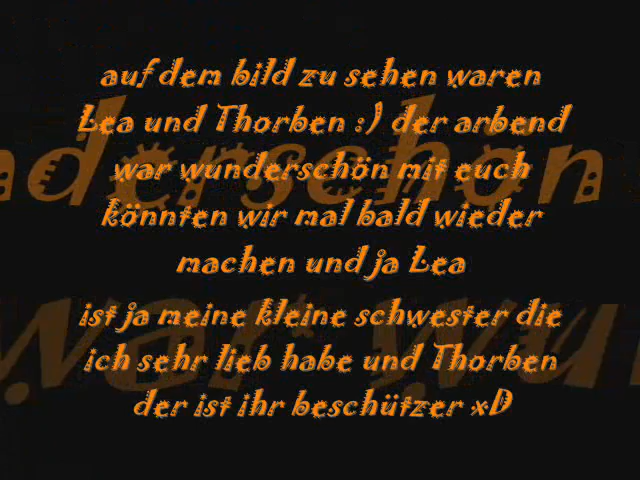 auf dem bild zu sehen waren
Lea und Thorben :) der arbend
war wunderschön mit euch
könnten wir mal bald wieder
machen und ja Lea
ist ja meine kleine schwester die
ich sehr lieb habe und Thorben
der ist ihr beschützer xD